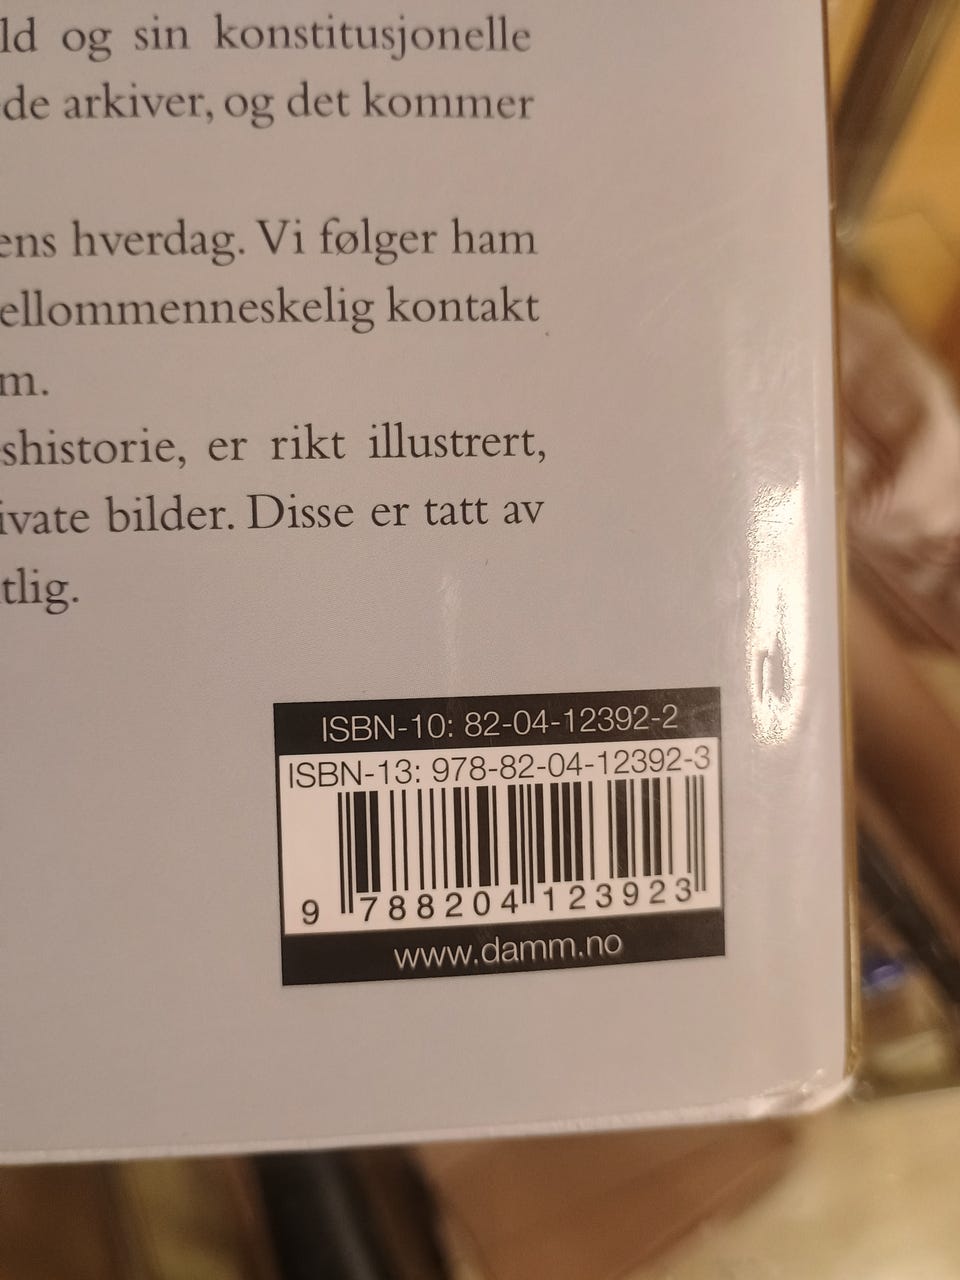 ld og sin konstitusjonelle
de arkiver, og det kommer
ens hverdag. Vi følger ham
ellommenneskelig kontakt
m.
shistorie, er rikt illustrert,
ivate bilder. Disse er tatt av
tlig.
ISBN-10: 82-04-12392-2
ISBN-13: 978-82-04-12392-3
9 788204 123923
www.damm.no